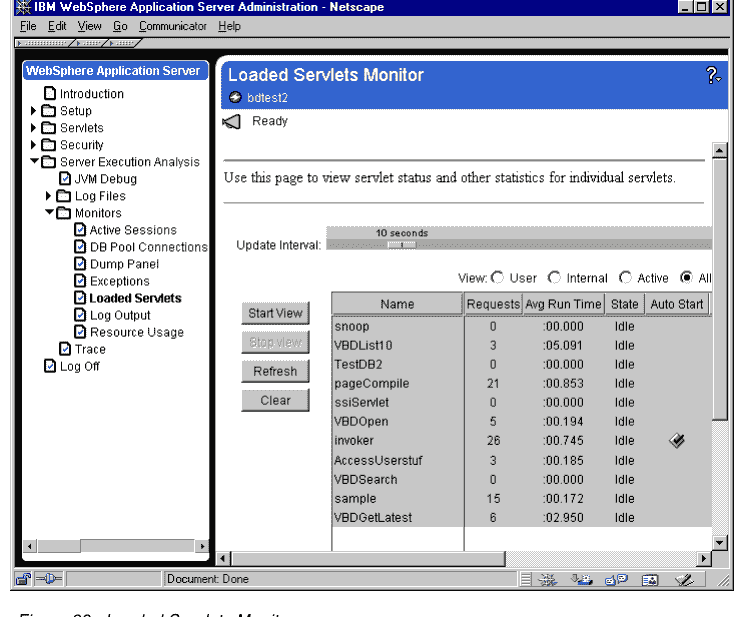 IBM WebSphere Application Server Administration - Netscape
File Edit View Go Communicator Help
WebSphere Application Server
Introduction
Setup
Servlets
Security
Server Execution Analysis
JVM Debug
Log Files
Monitors
Active Sessions
DB Pool Connections
Dump Panel
Exceptions
Loaded Servlets
Log Output
Resource Usage
Trace
Log Off
Loaded Servlets Monitor
?
bdtest2
Ready
Use this page to view servlet status and other statistics for individual servlets.
10 seconds
Update Interval:
View: User Internal Active All
Start View
Stop view
Refresh
Clear
Name Requests Avg Run Time State Auto Start
snoop 0 :00.000 Idle
VBDList10 3 :05.091 Idle
TestDB2 0 :00.000 Idle
pageCompile 21 :00.853 Idle
ssiServlet 0 :00.000 Idle
VBDOpen 5 :00.194 Idle
invoker 26 :00.745 Idle
AccessUserstuf 3 :00.185 Idle
VBDSearch 0 :00.000 Idle
sample 15 :00.172 Idle
VBDGetLatest 6 :02.950 Idle
Document: Done